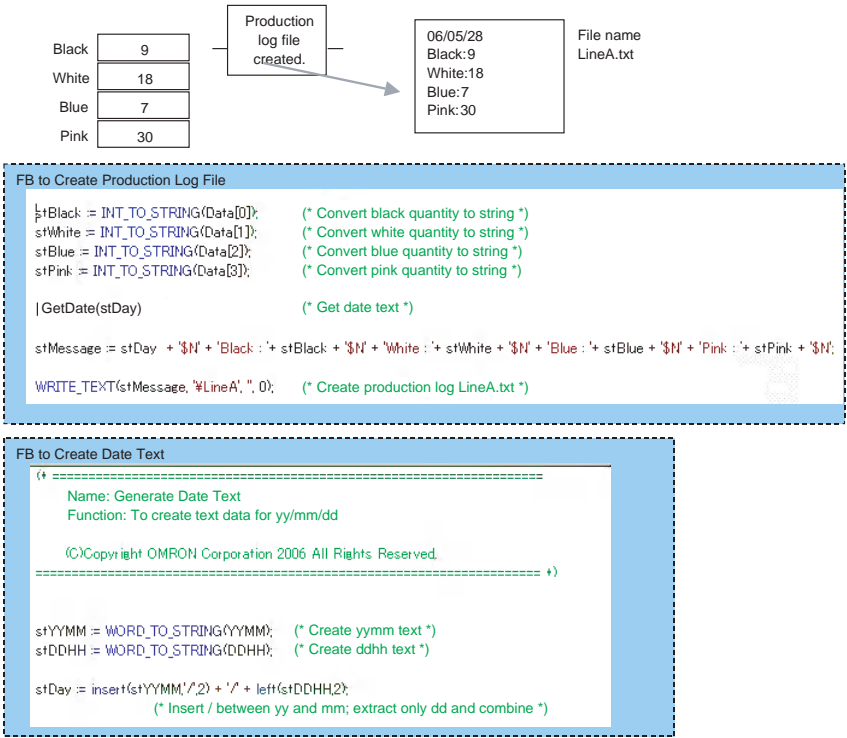 Production
log file
created.
Black 9
White 18
Blue 7
Pink 30
06/05/28
Black:9
White:18
Blue:7
Pink:30
File name
LineA.txt
FB to Create Production Log File
stBlack := INT_TO_STRING(Data[0]); (* Convert black quantity to string *)
stWhite := INT_TO_STRING(Data[1]); (* Convert white quantity to string *)
stBlue := INT_TO_STRING(Data[2]); (* Convert blue quantity to string *)
stPink := INT_TO_STRING(Data[3]); (* Convert pink quantity to string *)
|GetDate(stDay) (* Get date text *)
stMessage := stDay + '$N' + 'Black : '+ stBlack + '$N' + 'White : '+ stWhite + '$N' + 'Blue : '+ stBlue + '$N' + 'Pink : '+ stPink + '$N';
WRITE_TEXT(stMessage, '¥LineA', '', 0); (* Create production log LineA.txt *)
FB to Create Date Text
(* ======================================================================
Name: Generate Date Text
Function: To create text data for yy/mm/dd
(C)Copyright OMRON Corporation 2006 All Rights Reserved.
====================================================================== *)
stYYMM := WORD_TO_STRING(YYMM); (* Create yymm text *)
stDDHH := WORD_TO_STRING(DDHH); (* Create ddhh text *)
stDay := insert(stYYMM,'/',2) + '/' + left(stDDHH,2);
(* Insert / between yy and mm; extract only dd and combine *)